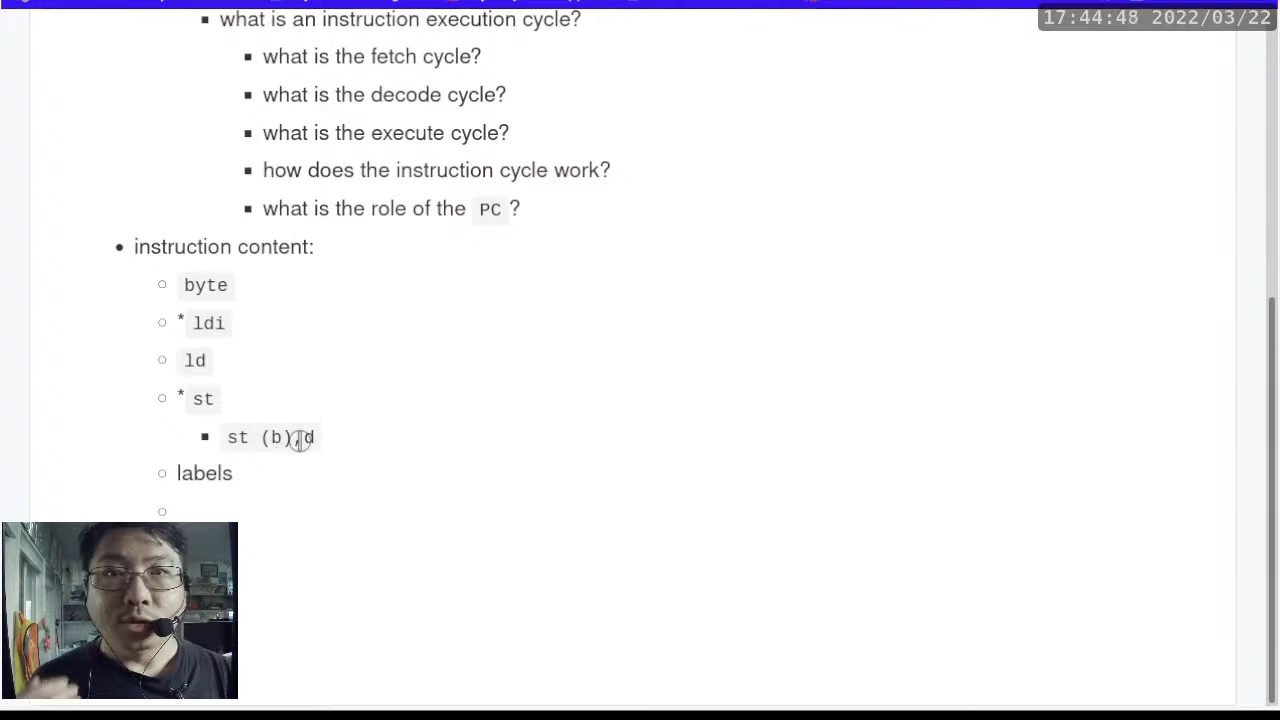 17:44:48 2022/03/22
what is an instruction execution cycle?
what is the fetch cycle?
what is the decode cycle?
what is the execute cycle?
how does the instruction cycle work?
what is the role of the PC?
instruction content:
byte
* ldi
ld
* st
st (b),d
labels